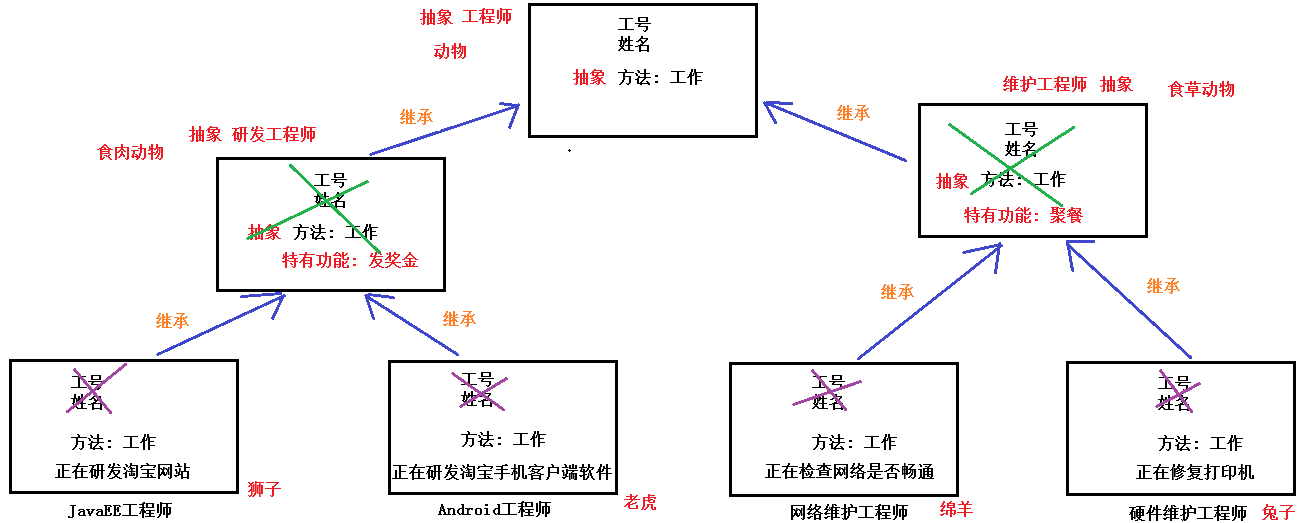 抽象 工程师
动物
工号
姓名
抽象 方法: 工作
继承
继承
抽象 研发工程师
食肉动物
工号
姓名
抽象 方法: 工作
特有功能: 发奖金
维护工程师 抽象
食草动物
工号
姓名
抽象 方法: 工作
特有功能: 聚餐
继承
继承
继承
继承
工号
姓名
方法: 工作
正在研发淘宝网站
JavaEE工程师
狮子
工号
姓名
方法: 工作
正在研发淘宝手机客户端软件
Android工程师
老虎
工号
姓名
方法: 工作
正在检查网络是否畅通
网络维护工程师
绵羊
工号
姓名
方法: 工作
正在修复打印机
硬件维护工程师
兔子